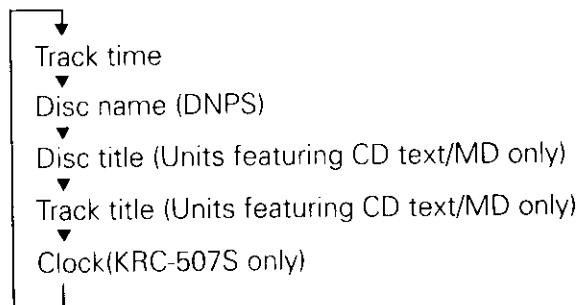 Track time
Disc name (DNPS)
Disc title (Units featuring CD text/MD only)
Track title (Units featuring CD text/MD only)
Clock(KRC-507S only)